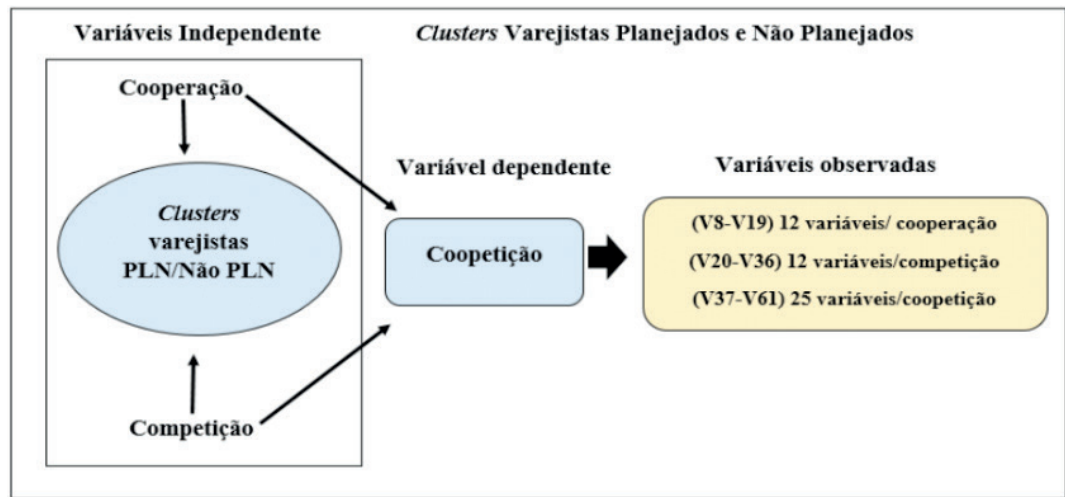 Variáveis Independente
Clusters Varejistas Planejados e Não Planejados
Cooperação
Clusters
varejistas
PLN/Não PLN
Competição
Variável dependente
Coopetição
Variáveis observadas
(V8-V19) 12 variáveis/ cooperação
(V20-V36) 12 variáveis/competição
(V37-V61) 25 variáveis/coopetição